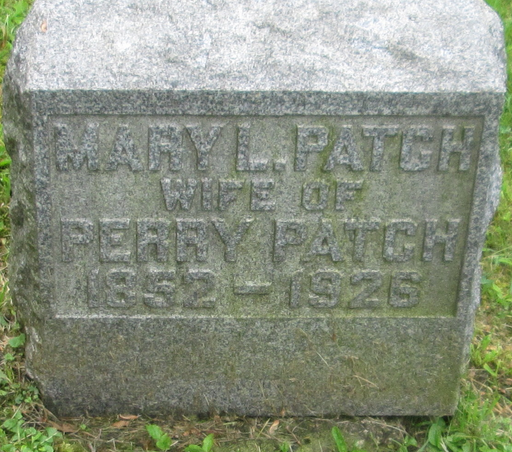 MARY L. PATCH
WIFE OF
PERRY PATCH
1852 - 1926